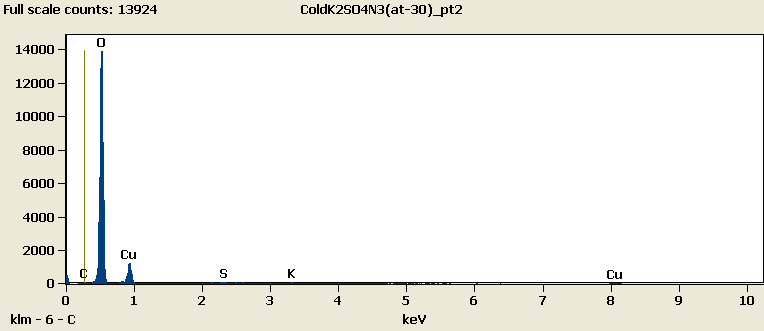 Full scale counts: 13924 ColdK2SO4N3(at-30)_pt2
14000
12000
10000
8000
6000
4000
2000
0
O
Cu
C
S
K
Cu
0 1 2 3 4 5 6 7 8 9 10
klm - 6 - C
keV